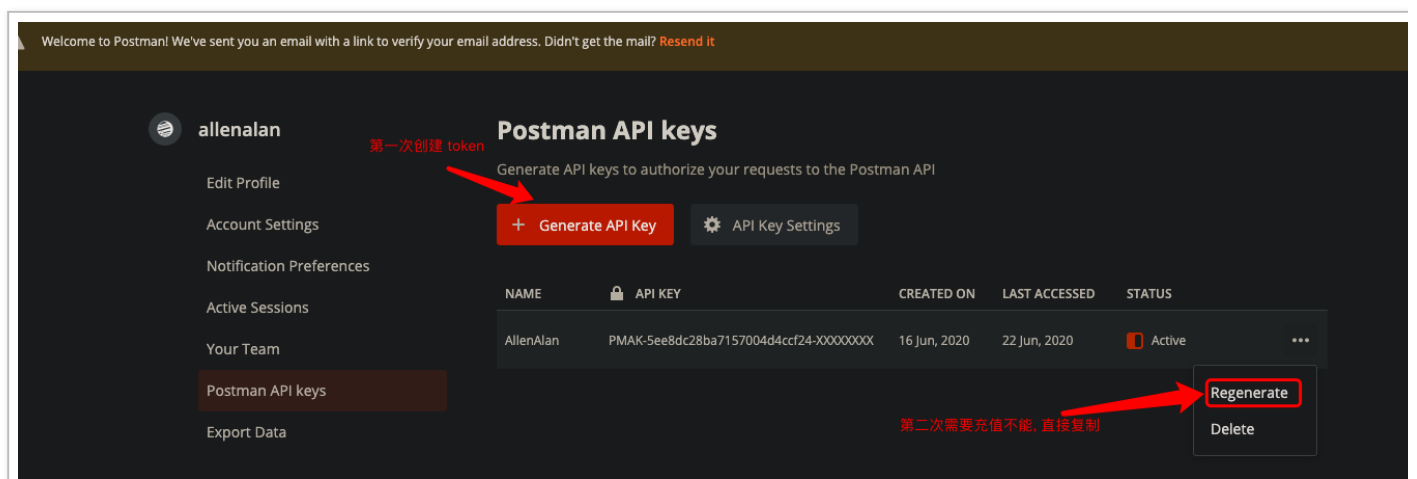 Welcome to Postman! We've sent you an email with a link to verify your email address. Didn't get the mail? Resend it
allenalan
Edit Profile
Account Settings
Notification Preferences
Active Sessions
Your Team
Postman API keys
Export Data
Postman API keys
第一次创建 token
Generate API keys to authorize your requests to the Postman API
+ Generate API Key
API Key Settings
NAME API KEY CREATED ON LAST ACCESSED STATUS
AllenAlan PMAK-5ee8dc28ba7157004d4ccf24-XXXXXXXX 16 Jun, 2020 22 Jun, 2020 Active •••
Regenerate
第二次需要充值不能, 直接复制
Delete